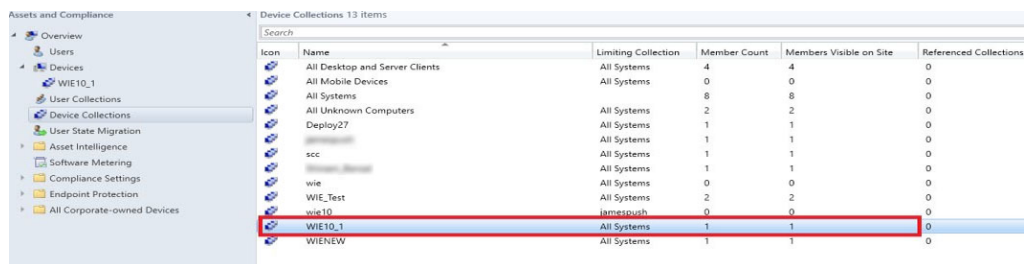 Assets and Compliance
Overview
Users
Devices
WIE10_1
User Collections
Device Collections
User State Migration
Asset Intelligence
Software Metering
Compliance Settings
Endpoint Protection
All Corporate-owned Devices
Device Collections 13 items
Search
Icon Name Limiting Collection Member Count Members Visible on Site Referenced Collections
All Desktop and Server Clients All Systems 4 4 0
All Mobile Devices All Systems 0 0 0
All Systems 8 8 0
All Unknown Computers All Systems 2 2 0
Deploy27 All Systems 1 1 0
All Systems 1 1 0
scc All Systems 1 1 0
All Systems 1 1 0
wie All Systems 0 0 0
WIE_Test All Systems 2 2 0
wie10 jamespush 0 0 0
WIE10_1 All Systems 1 1 0
WIENEW All Systems 1 1 0